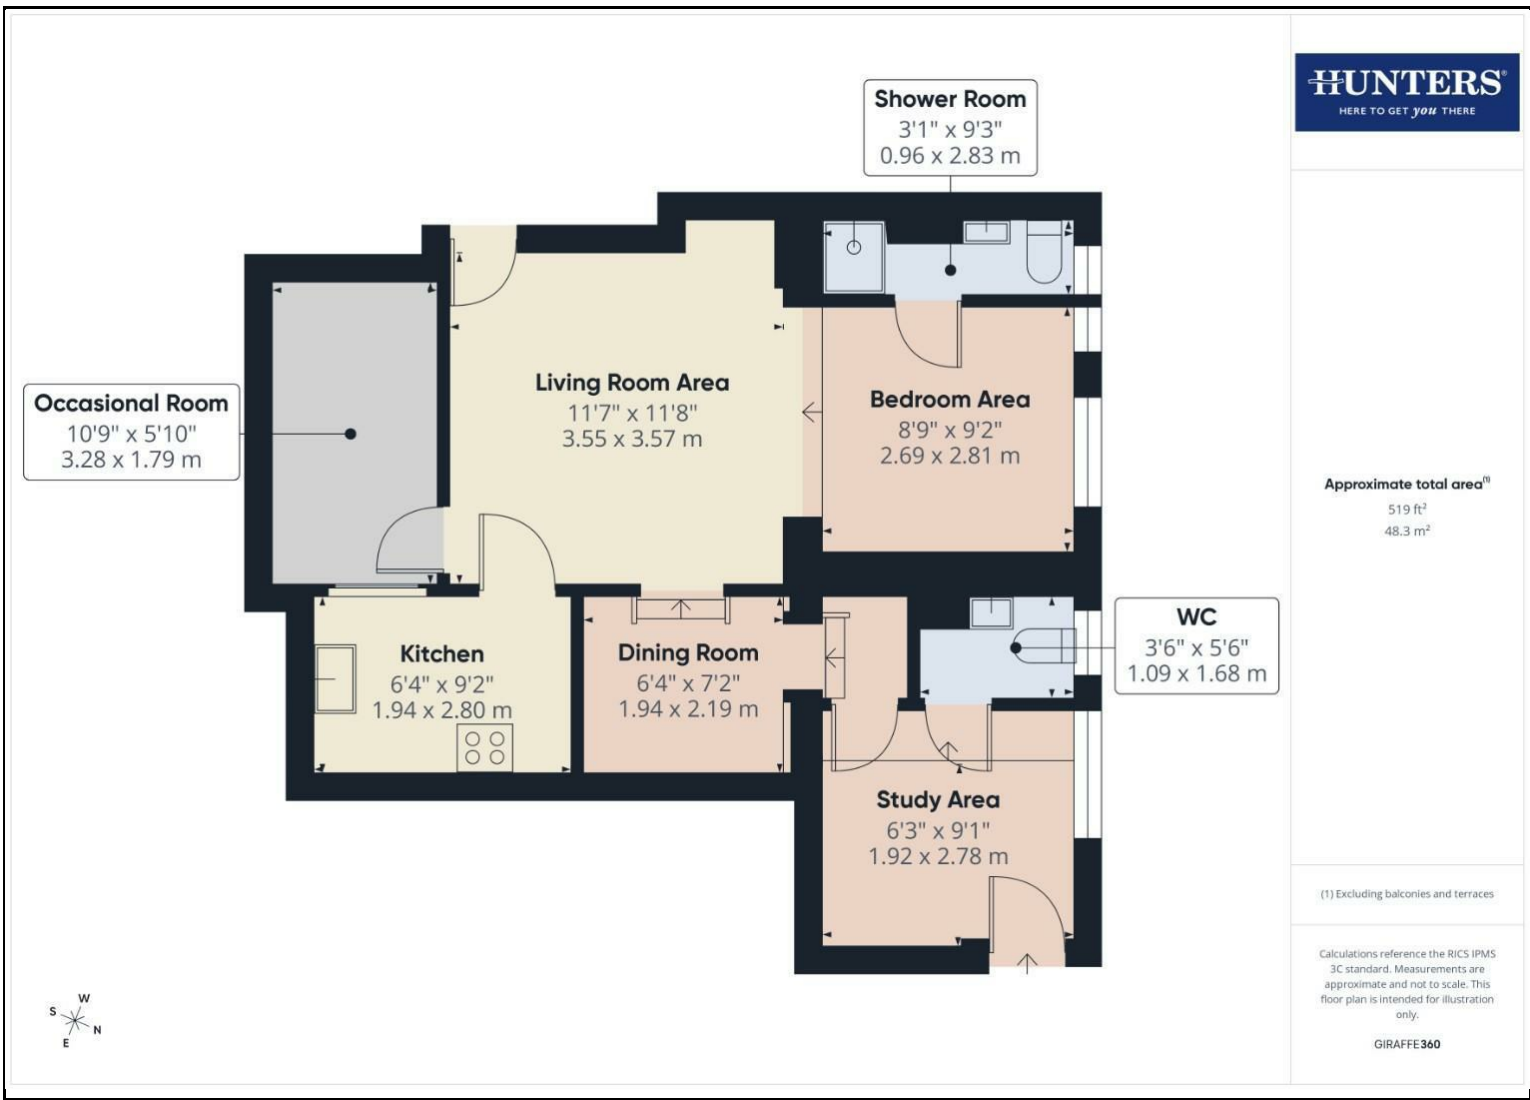 HUNTERS®
HERE TO GET you THERE
Shower Room
3'1" x 9'3"
0.96 x 2.83 m
Living Room Area
11'7" x 11'8"
3.55 x 3.57 m
Bedroom Area
8'9" x 9'2"
2.69 x 2.81 m
Occasional Room
10'9" x 5'10"
3.28 x 1.79 m
Kitchen
6'4" x 9'2"
1.94 x 2.80 m
Dining Room
6'4" x 7'2"
1.94 x 2.19 m
WC
3'6" x 5'6"
1.09 x 1.68 m
Study Area
6'3" x 9'1"
1.92 x 2.78 m
W
S
N
E
Approximate total area(1)
519 ft²
48.3 m²
(1) Excluding balconies and terraces
Calculations reference the RICS IPMS
3C standard. Measurements are
approximate and not to scale. This
floor plan is intended for illustration
only.
GIRAFFE360